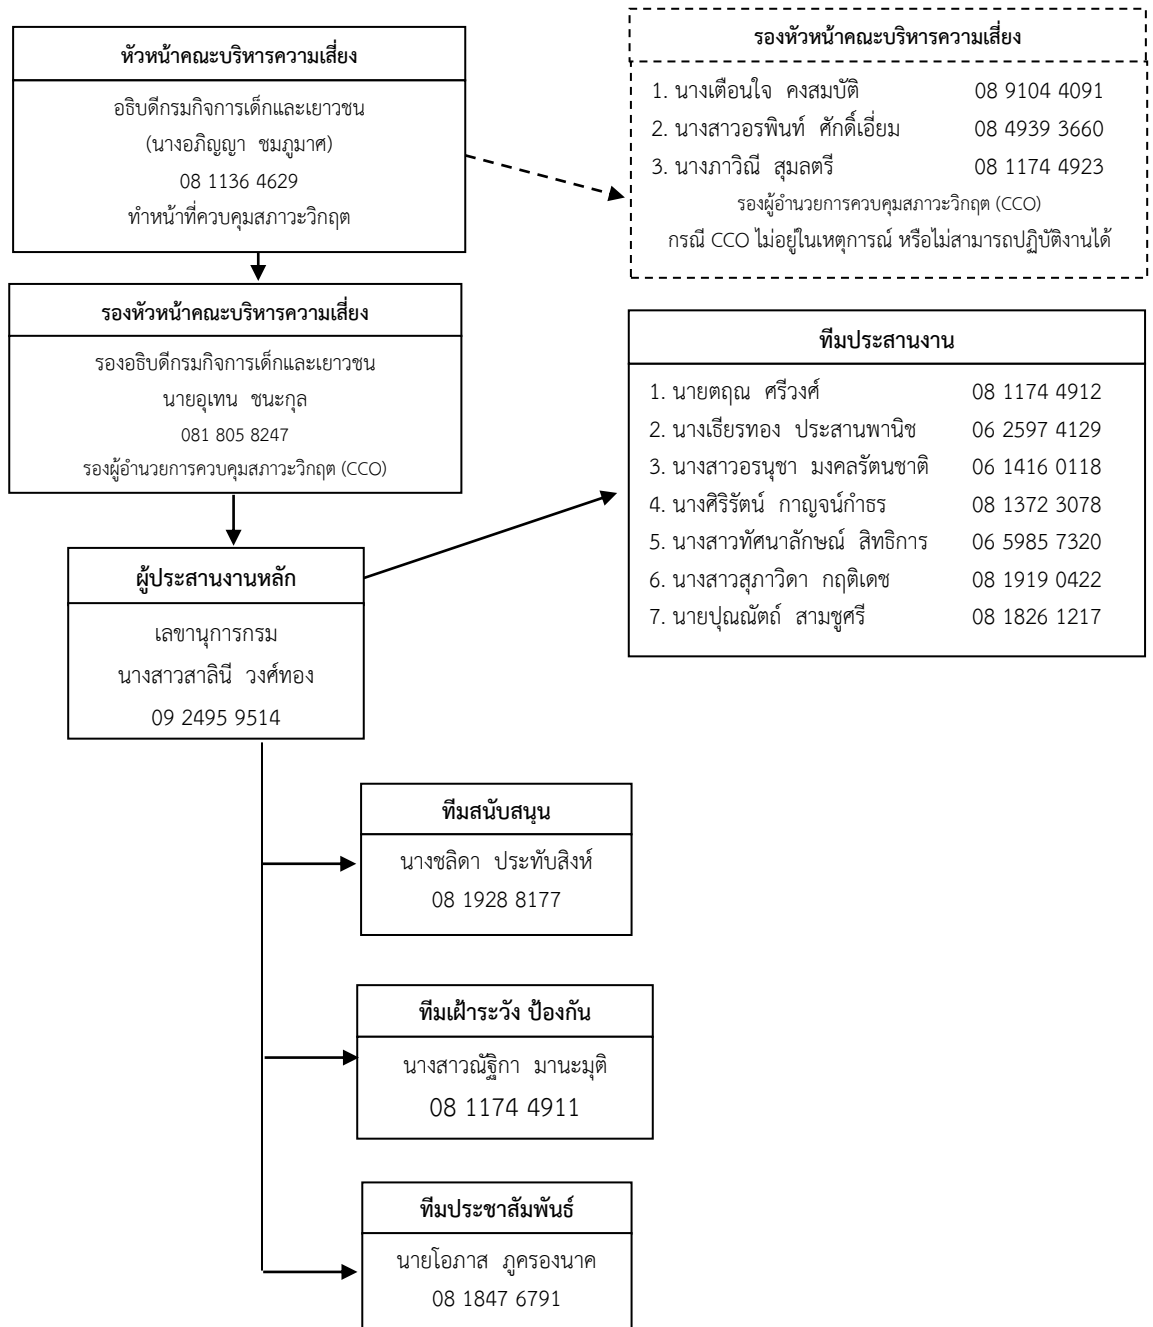 หัวหน้าคณะบริหารความเสี่ยง
อธิบดีกรมกิจการเด็กและเยาวชน
(นางอภิญญา ชมภูมาศ)
08 1136 4629
ทำหน้าที่ควบคุมสภาวะวิกฤต
รองหัวหน้าคณะบริหารความเสี่ยง
1. นางเตือนใจ คงสมบัติ 08 9104 4091
2. นางสาวอรพินท์ ศักดิ์เอี่ยม 08 4939 3660
3. นางภาวิณี สุมลตรี 08 1174 4923
รองผู้อำนวยการควบคุมสภาวะวิกฤต (CCO)
กรณี CCO ไม่อยู่ในเหตุการณ์ หรือไม่สามารถปฏิบัติงานได้
รองหัวหน้าคณะบริหารความเสี่ยง
รองอธิบดีกรมกิจการเด็กและเยาวชน
นายอุเทน ชนะกุล
081 805 8247
รองผู้อำนวยการควบคุมสภาวะวิกฤต (CCO)
ทีมประสานงาน
1. นายตฤณ ศรีวงศ์ 08 1174 4912
2. นางเธียรทอง ประสานพานิช 06 2597 4129
3. นางสาวอรนุชา มงคลรัตนชาติ 06 1416 0118
4. นางศิริรัตน์ กาญจน์กำธร 08 1372 3078
5. นางสาวทัศนาลักษณ์ สิทธิการ 06 5985 7320
6. นางสาวสุภาวิดา กฤติเดช 08 1919 0422
7. นายปุณณัตถ์ สามชูศรี 08 1826 1217
ผู้ประสานงานหลัก
เลขานุการกรม
นางสาวสาลินี วงศ์ทอง
09 2495 9514
ทีมสนับสนุน
นางชลิดา ประทับสิงห์
08 1928 8177
ทีมเฝ้าระวัง ป้องกัน
นางสาวณัฐิกา มานะมุติ
08 1174 4911
ทีมประชาสัมพันธ์
นายโอภาส ภูครองนาค
08 1847 6791